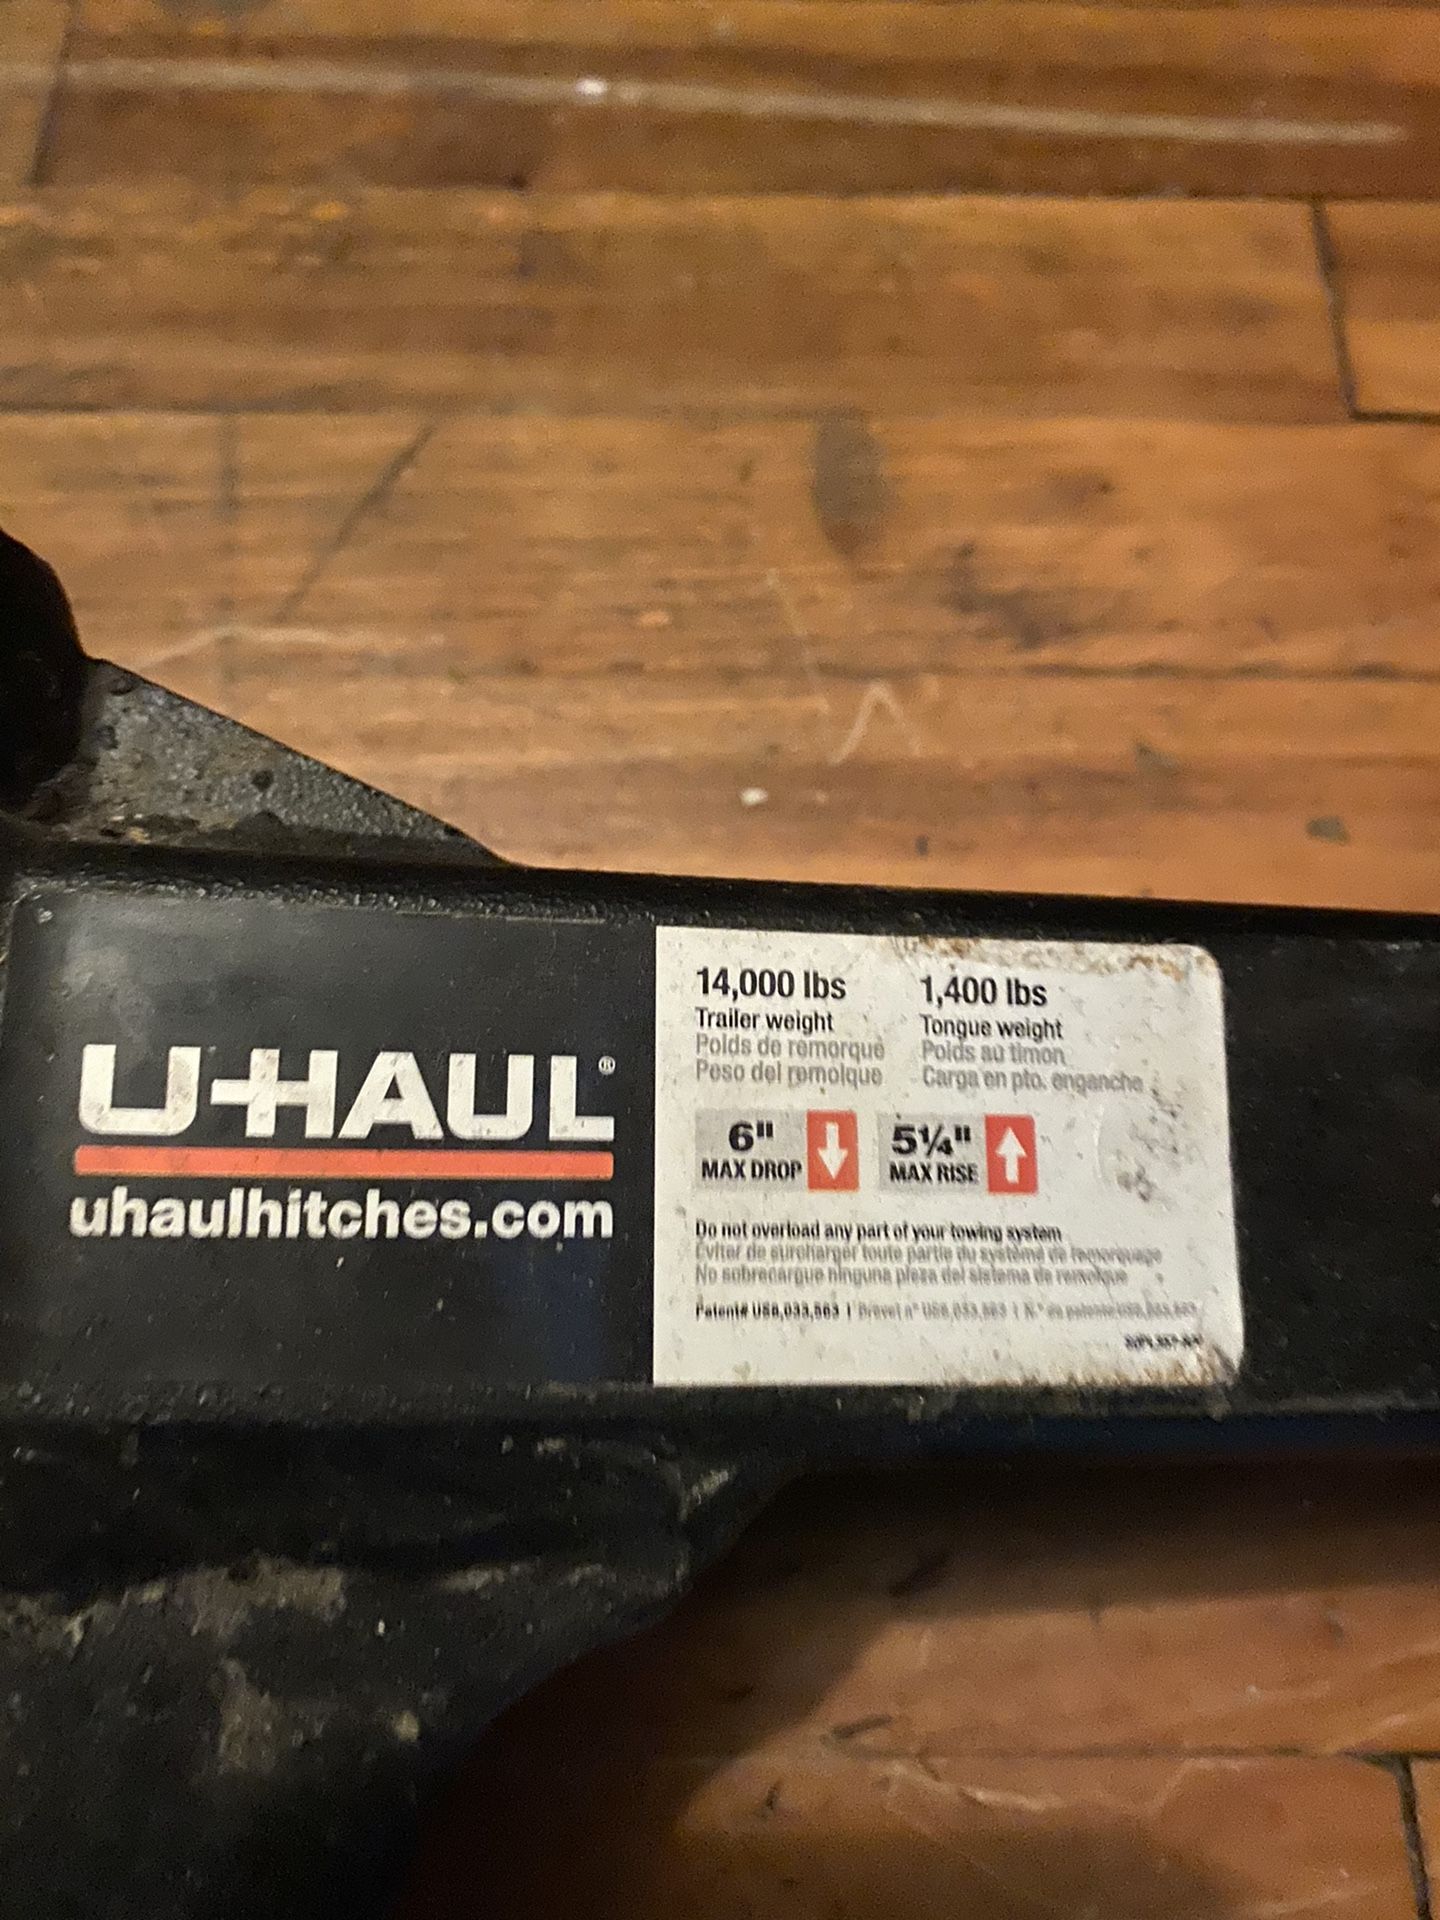 U-HAUL®
uhaulhitches.com
14,000 lbs
Trailer weight
Poids de remorque
Peso del remolque
1,400 lbs
Tongue weight
Poids au timon
Carga en pto. enganche
6"
MAX DROP
5¼"
MAX RISE
Do not overload any part of your towing system
Éviter de surcharger toute partie du système de remorquage
No sobrecargue ninguna pieza del sistema de remolque
Patent#